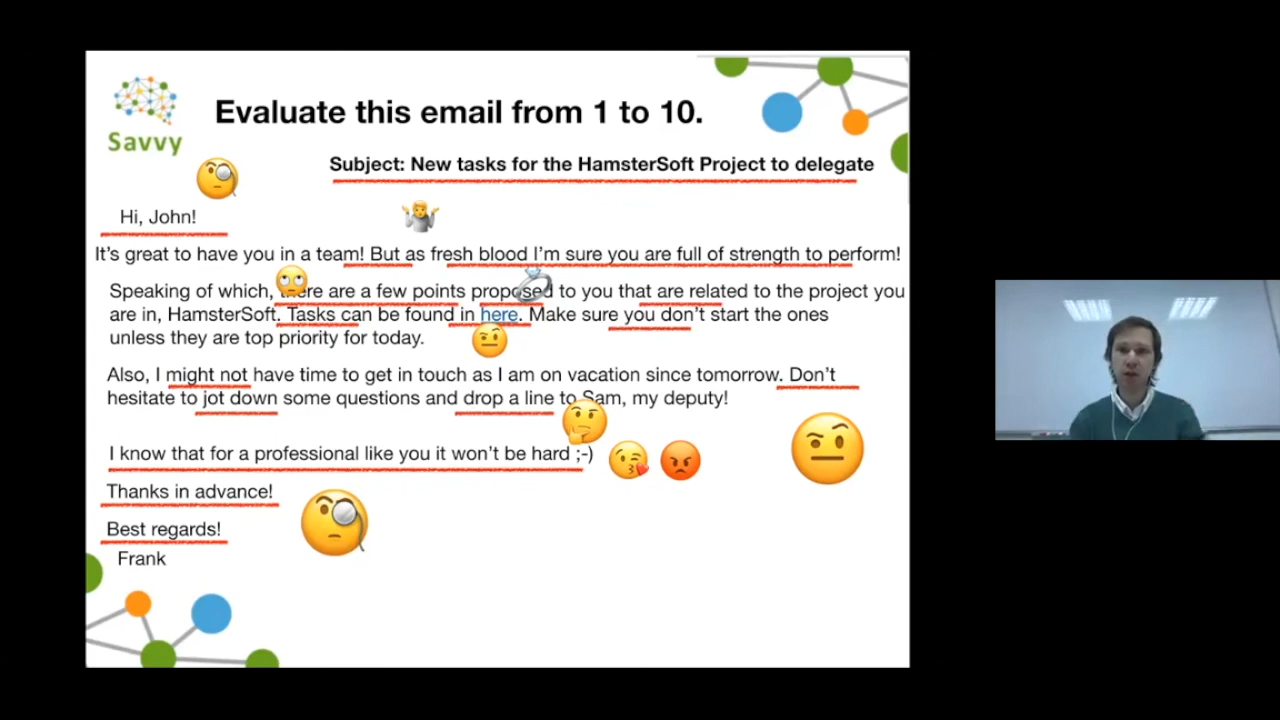 Savvy
Evaluate this email from 1 to 10.
Subject: New tasks for the HamsterSoft Project to delegate
Hi, John!
It's great to have you in a team! But as fresh blood I'm sure you are full of strength to perform!
Speaking of which, there are a few points proposed to you that are related to the project you
are in, HamsterSoft. Tasks can be found in here. Make sure you don't start the ones
unless they are top priority for today.
Also, I might not have time to get in touch as I am on vacation since tomorrow. Don't
hesitate to jot down some questions and drop a line to Sam, my deputy!
I know that for a professional like you it won't be hard ;-)
Thanks in advance!
Best regards!
Frank